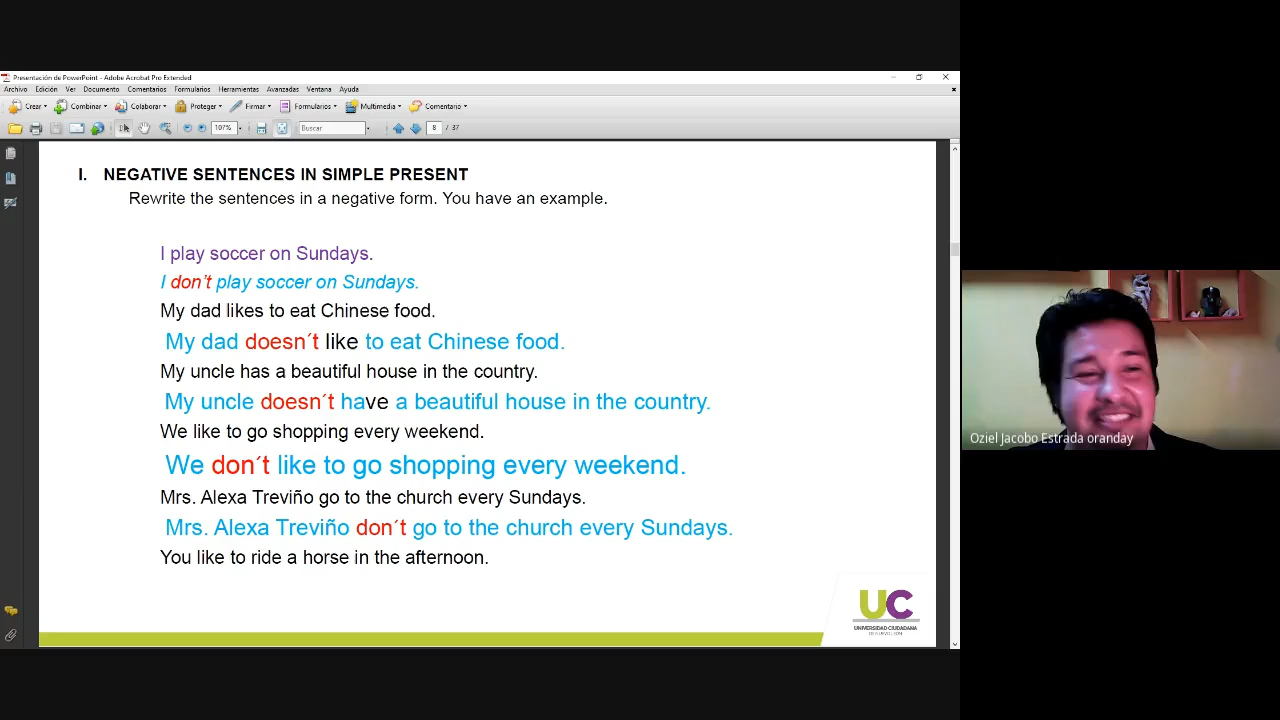 Presentación de PowerPoint - Adobe Acrobat Pro Extended
Archivo Edición Ver Documento Comentarios Formularios Herramientas Avanzadas Ventana Ayuda
Crear Combinar Colaborar Proteger Firmar Formularios Multimedia Comentario
107% Buscar 8 / 37
I. NEGATIVE SENTENCES IN SIMPLE PRESENT
Rewrite the sentences in a negative form. You have an example.
I play soccer on Sundays.
I don't play soccer on Sundays.
My dad likes to eat Chinese food.
My dad doesn´t like to eat Chinese food.
My uncle has a beautiful house in the country.
My uncle doesn´t have a beautiful house in the country.
We like to go shopping every weekend.
We don´t like to go shopping every weekend.
Mrs. Alexa Treviño go to the church every Sundays.
Mrs. Alexa Treviño don´t go to the church every Sundays.
You like to ride a horse in the afternoon.
UC
UNIVERSIDAD CIUDADANA
DE NUEVO LEÓN
Oziel Jacobo Estrada oranday